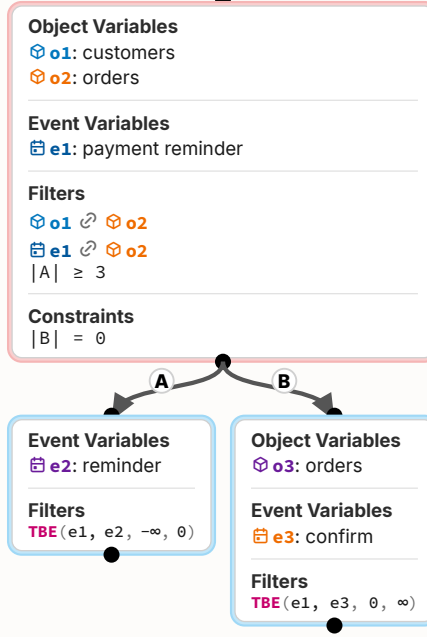 Object Variables
o1: customers
o2: orders
Event Variables
e1: payment reminder
Filters
o1 o2
e1 o2
|A| ≥ 3
Constraints
|B| = 0
A B
Event Variables
e2: reminder
Filters
TBE(e1, e2, -∞, 0)
Object Variables
o3: orders
Event Variables
e3: confirm
Filters
TBE(e1, e3, 0, ∞)